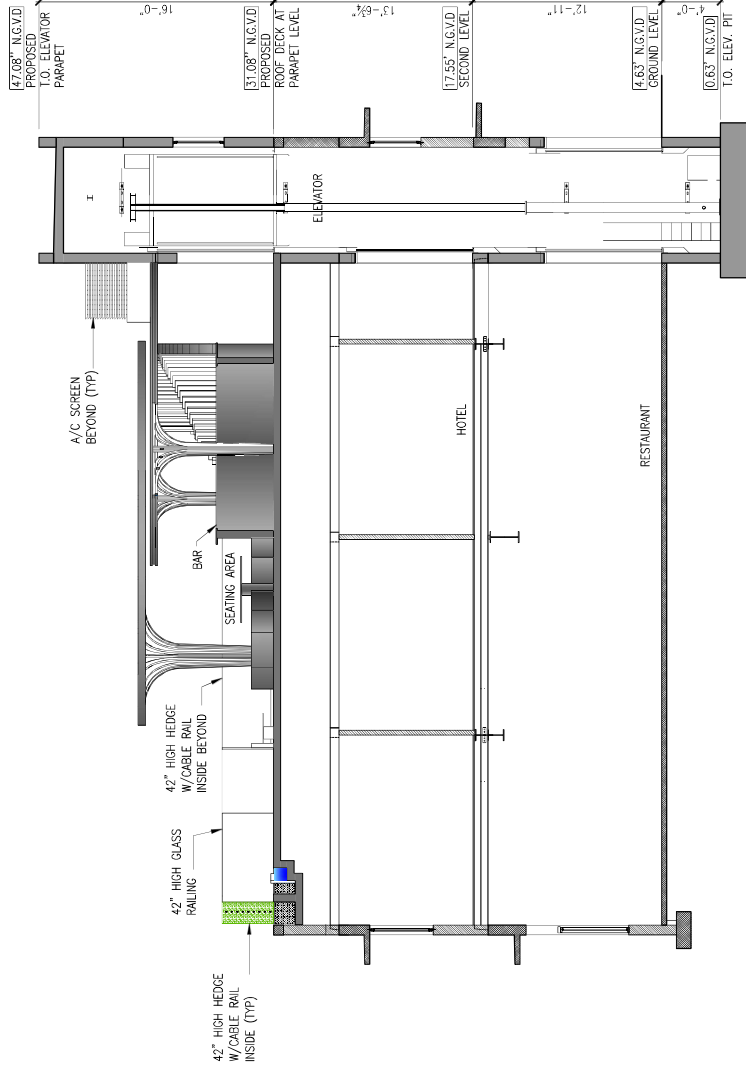 47.08" N.G.V.D
PROPOSED
T.O. ELEVATOR
PARAPET
16'-0"
31.08" N.G.V.D
PROPOSED
ROOF DECK AT
PARAPET LEVEL
13'-6¾"
17.55' N.G.V.D
SECOND LEVEL
12'-11"
4.63' N.G.V.D
GROUND LEVEL
4'-0"
0.63' N.G.V.D
T.O. ELEV. PIT
ELEVATOR
A/C SCREEN
BEYOND (TYP)
HOTEL
RESTAURANT
BAR
SEATING AREA
42" HIGH HEDGE
W/CABLE RAIL
INSIDE BEYOND
42" HIGH GLASS
RAILING
42" HIGH HEDGE
W/CABLE RAIL
INSIDE (TYP)